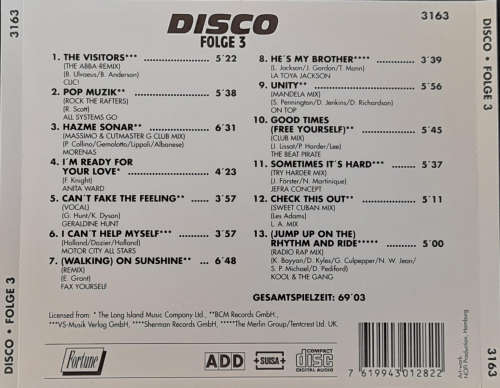 DISCO
FOLGE 3
3163
3163
DISCO • FOLGE 3
1. THE VISITORS*** .................. 5´22
(THE ABBA-REMIX)
(B. Ulvaeus/B. Anderson)
CLIC!
2. POP MUZIK** ..................... 5´38
(ROCK THE RAFTERS)
(R. Scott)
ALL SYSTEMS GO
3. HAZME SONAR** ................ 6´31
(MASSIMO & CUTMASTER G CLUB MIX)
(P. Collino/Gemolotto/Lippoli/Albanese)
MORENAS
4. I´M READY FOR
YOUR LOVE* ..................... 4´23
(F. Knight)
ANITA WARD
5. CAN´T FAKE THE FEELING** ...... 3´57
(VOCAL)
(G. Hunt/K. Dyson)
GERALDINE HUNT
6. I CAN´T HELP MYSELF*** ...... 3´57
(Holland/Dozier/Holland)
MOTOR CITY ALL STARS
7. (WALKING) ON SUNSHINE** ... 6´48
(REMIX)
(E. Grant)
FAX YOURSELF
8. HE´S MY BROTHER**** ........... 3´39
(L. Jackson/J. Gordon/T. Mann)
LA TOYA JACKSON
9. UNITY** .......................... 5´56
(MANDELA MIX)
(S. Pennington/D. Jenkins/D. Richardson)
ON TOP
10. GOOD TIMES
(FREE YOURSELF)** ............. 5´45
(CLUB MIX)
(J. Lissat/P. Harder/Lee)
THE BEAT PIRATE
11. SOMETIMES IT´S HARD**** ..... 5´37
(TRY HARDER MIX)
(J. Förster/N. Martinique)
JEFRA CONCEPT
12. CHECK THIS OUT** ............... 5´11
(SWEET CUBAN MIX)
(Les Adams)
L. A. MIX
13. (JUMP UP ON THE)
RHYTHM AND RIDE***** ......... 5´00
(RADIO RAP MIX)
(K. Bayyan/D. Kyles/G. Culpepper/N. W. Jean/
S. P. Michael/D. Pediford)
KOOL & THE GANG
GESAMTSPIELZEIT: 69´03
Licensed from: * The Long Island Music Company Ltd., **BCM Records GmbH,
***VS-Musik Verlag GmbH, ****Sherman Records GmbH, *****The Merlin Group/Tentcrest Ltd. UK.
Fortune
ADD
SUISA
COMPACT
disc
DIGITAL AUDIO
7 619943 012822
Artwork:
NOR Production, Hamburg
DISCO • FOLGE 3
3163